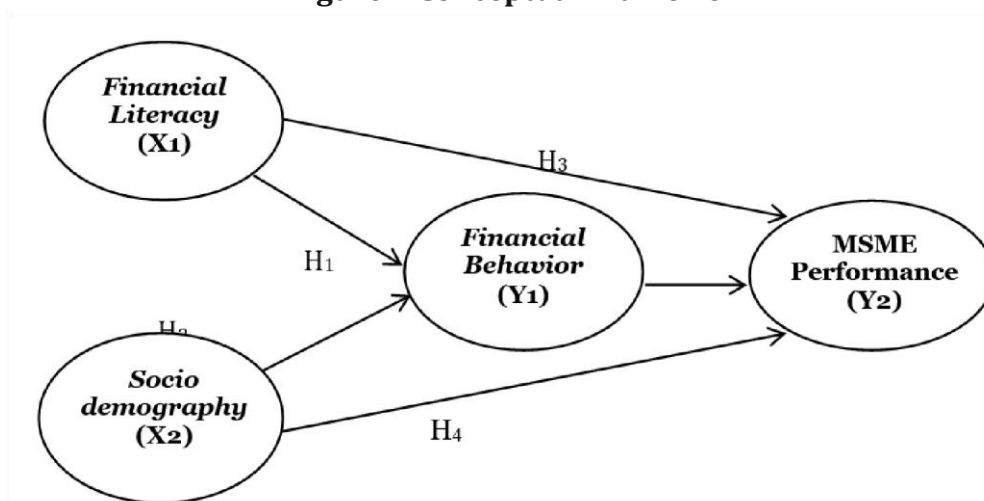 Financial
Literacy
(X1)
H3
Financial
Behavior
(Y1)
MSME
Performance
(Y2)
H1
Socio
demography
(X2)
H4